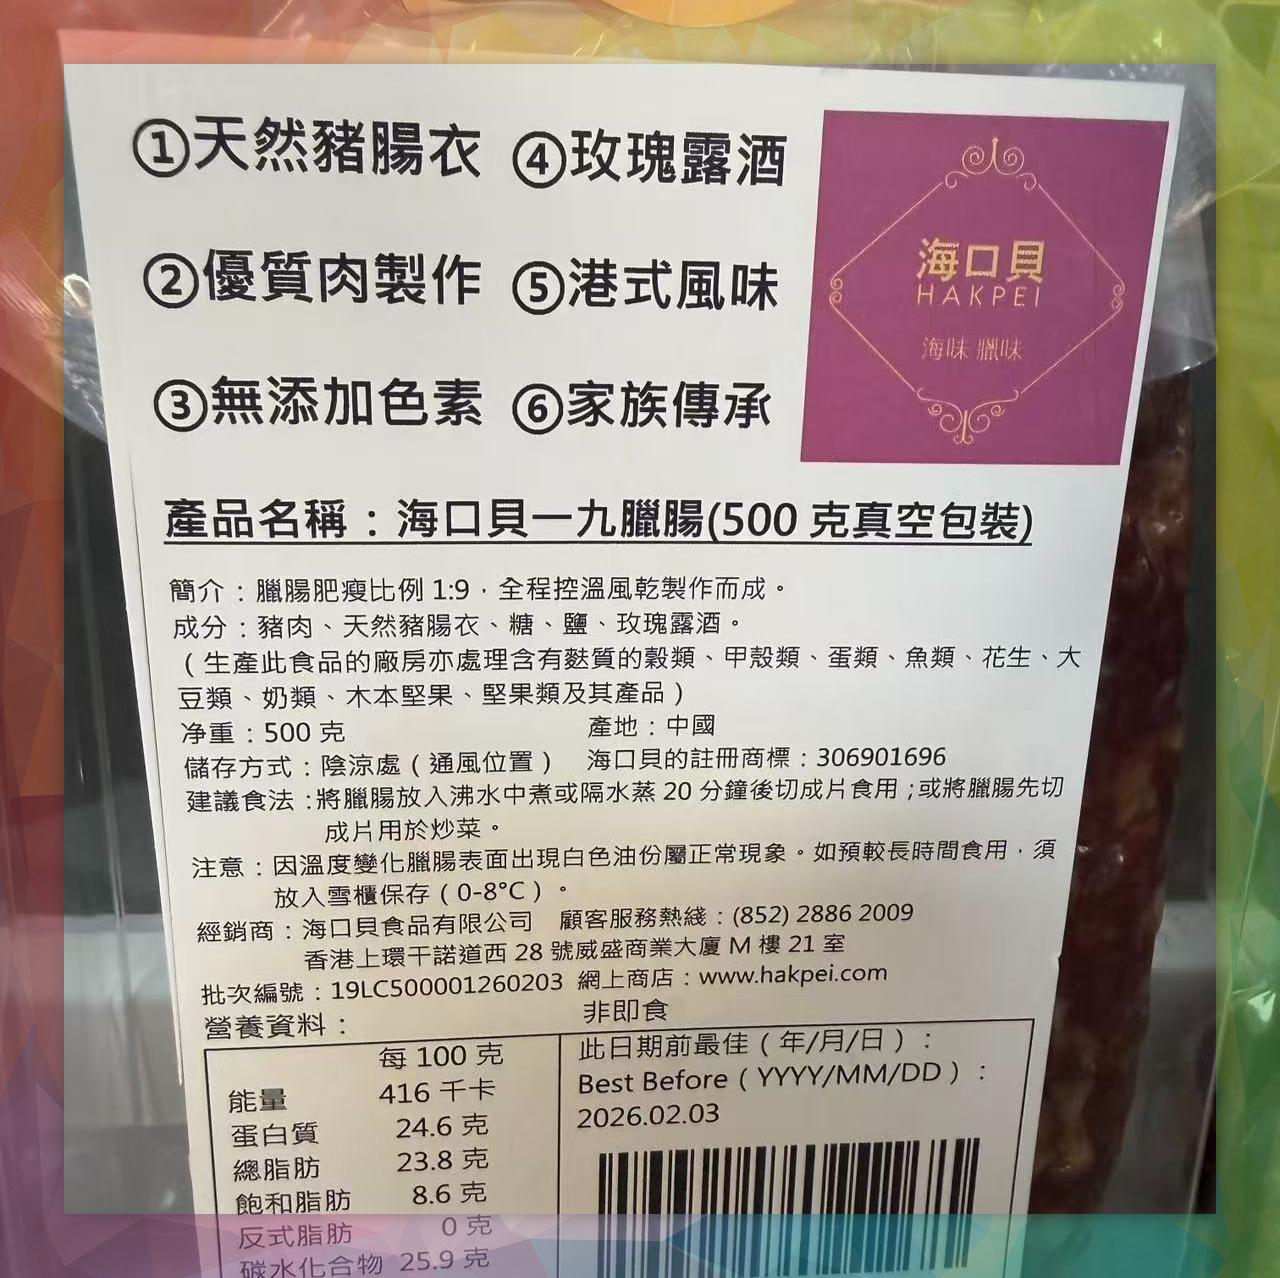 ①天然豬腸衣 ④玫瑰露酒
②優質肉製作 ⑤港式風味
③無添加色素 ⑥家族傳承
海口貝
HAKPEI
海味 臘味
產品名稱：海口貝一九臘腸(500 克真空包裝)
簡介：臘腸肥瘦比例 1:9，全程控溫風乾製作而成。
成分：豬肉、天然豬腸衣、糖、鹽、玫瑰露酒。
（生產此食品的廠房亦處理含有麩質的穀類、甲殼類、蛋類、魚類、花生、大
豆類、奶類、木本堅果、堅果類及其產品）
净重：500 克 產地：中國
儲存方式：陰涼處（通風位置） 海口貝的註冊商標：306901696
建議食法：將臘腸放入沸水中煮或隔水蒸 20 分鐘後切成片食用；或將臘腸先切
成片用於炒菜。
注意：因溫度變化臘腸表面出現白色油份屬正常現象。如預較長時間食用，須
放入雪櫃保存（0-8°C）。
經銷商：海口貝食品有限公司 顧客服務熱綫：(852) 2886 2009
香港上環干諾道西 28 號威盛商業大廈 M 樓 21 室
批次編號：19LC500001260203 網上商店：www.hakpei.com
營養資料： 非即食
每 100 克
能量 416 千卡
蛋白質 24.6 克
總脂肪 23.8 克
飽和脂肪 8.6 克
反式脂肪 0 克
碳水化合物 25.9 克
此日期前最佳（年/月/日）：
Best Before（YYYY/MM/DD）：
2026.02.03